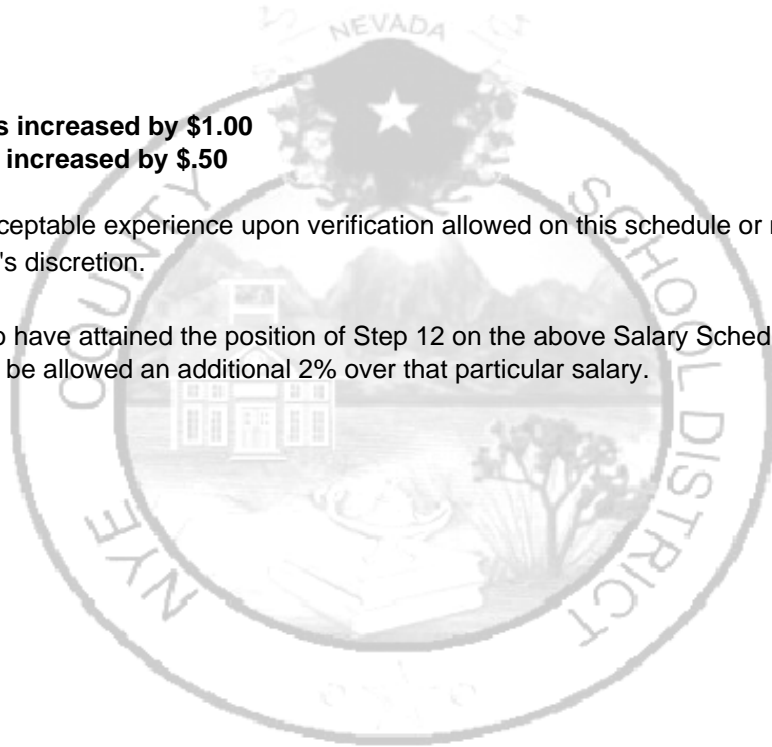 NEVADA
s increased by $1.00
increased by $.50
ceptable experience upon verification allowed on this schedule or
's discretion.
o have attained the position of Step 12 on the above Salary Sched
be allowed an additional 2% over that particular salary.
NYE COUNTY SCHOOL DISTRICT